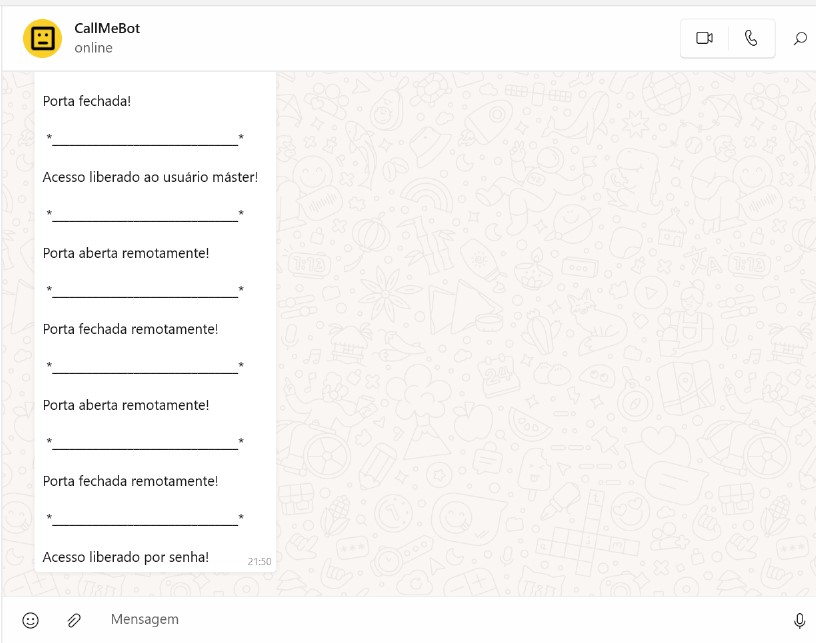 CallMeBot
online
Porta fechada!
*___________________________*
Acesso liberado ao usuário máster!
*___________________________*
Porta aberta remotamente!
*___________________________*
Porta fechada remotamente!
*___________________________*
Porta aberta remotamente!
*___________________________*
Porta fechada remotamente!
*___________________________*
Acesso liberado por senha!
21:50
Mensagem